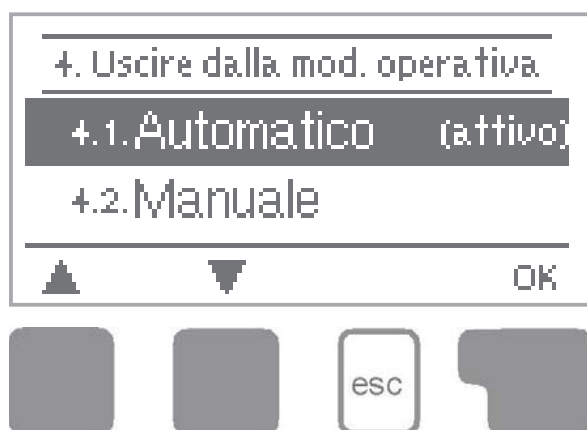 4. Uscire dalla mod. operativa
4.1. Automatico (attivo)
4.2. Manuale
▲ ▼ OK
esc